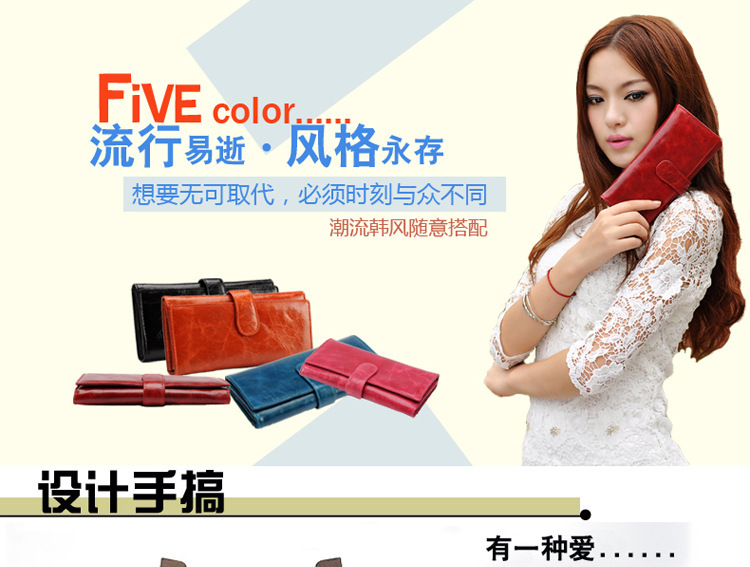 FiVE color......
流行易逝·风格永存
想要无可取代，必须时刻与众不同
潮流韩风随意搭配
设计手搞
有一种爱......